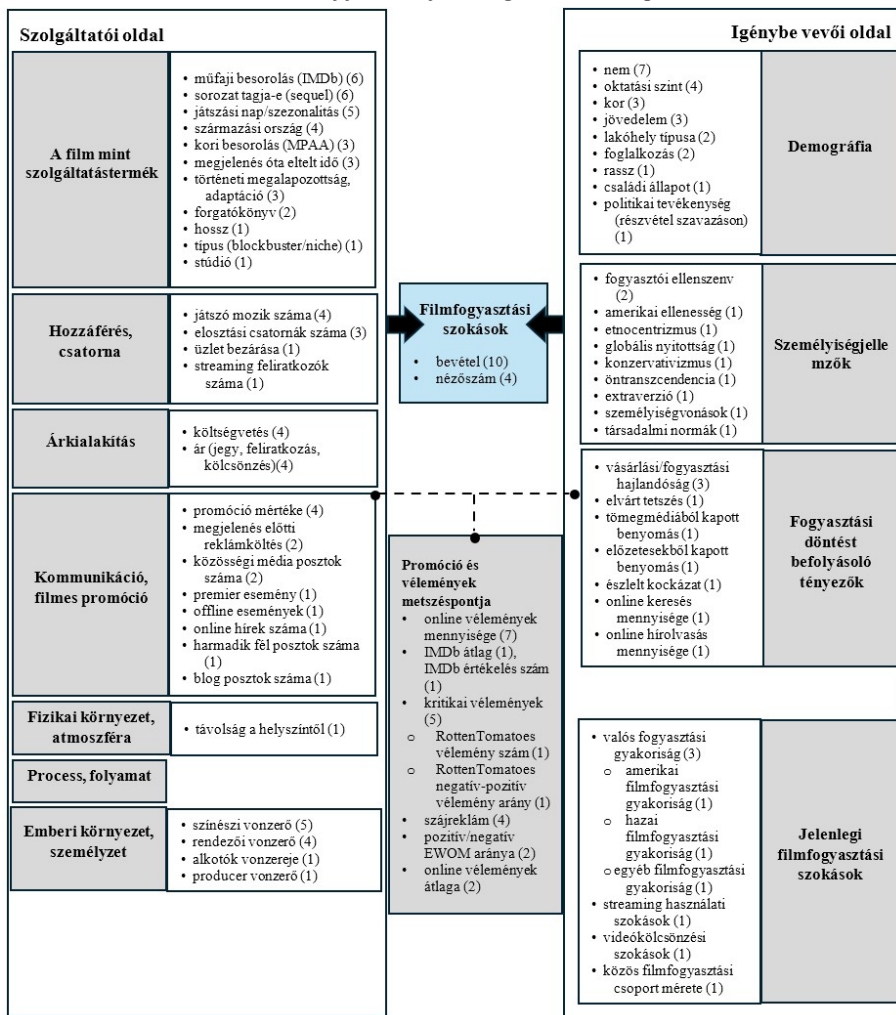 Szolgáltatói oldal
A film mint
szolgáltatástermék
• műfaji besorolás (IMDb) (6)
• sorozat tagja-e (sequel) (6)
• játszási nap/szezonalitás (5)
• származási ország (4)
• kori besorolás (MPAA) (3)
• megjelenés óta eltelt idő (3)
• történeti megalapozottság,
adaptáció (3)
• forgatókönyv (2)
• hossz (1)
• típus (blockbuster/niche) (1)
• stúdió (1)
Hozzáférés,
csatorna
• játszó mozik száma (4)
• elosztási csatornák száma (3)
• üzlet bezárása (1)
• streaming feliratkozók
száma (1)
Árkialakítás
• költségvetés (4)
• ár (jegy, feliratkozás,
kölcsönzés)(4)
Kommunikáció,
filmes promóció
• promóció mértéke (4)
• megjelenés előtti
reklámköltés (2)
• közösségi média posztok
száma (2)
• premier esemény (1)
• offline események (1)
• online hírek száma (1)
• harmadik fél posztok száma
(1)
• blog posztok száma (1)
Fizikai környezet,
atmoszféra
• távolság a helyszíntől (1)
Process, folyamat
Emberi környezet,
személyzet
• színészi vonzerő (5)
• rendezői vonzerő (4)
• alkotók vonzereje (1)
• producer vonzerő (1)
Filmfogyasztási
szokások
• bevétel (10)
• nézőszám (4)
Promóció és
vélemények
metszéspontja
• online vélemények
mennyisége (7)
• IMDb átlag (1),
IMDb értékelés szám
(1)
• kritikai vélemények
(5)
o RottenTomatoes
vélemény szám (1)
o RottenTomatoes
negatív-pozitív
vélemény arány (1)
• szájreklám (4)
• pozitív/negatív
EWOM aránya (2)
• online vélemények
átlaga (2)
Igénybe vevői oldal
• nem (7)
• oktatási szint (4)
• kor (3)
• jövedelem (3)
• lakóhely típusa (2)
• foglalkozás (2)
• rassz (1)
• családi állapot (1)
• politikai tevékenység
(részvétel szavazáson)
(1)
Demográfia
• fogyasztói ellenszenv
(2)
• amerikai ellenesség (1)
• etnocentrizmus (1)
• globális nyitottság (1)
• konzervativizmus (1)
• öntranszcendencia (1)
• extraverzió (1)
• személyiségvonások (1)
• társadalmi normák (1)
Személyiségjelle
mzők
• vásárlási/fogyasztási
hajlandóság (3)
• elvárt tetszés (1)
• tömegmédiából kapott
benyomás (1)
• előzetesekből kapott
benyomás (1)
• észlelt kockázat (1)
• online keresés
mennyisége (1)
• online hírolvasás
mennyisége (1)
Fogyasztási
döntést
befolyásoló
tényezők
• valós fogyasztási
gyakoriság (3)
o amerikai
filmfogyasztási
gyakoriság (1)
o hazai
filmfogyasztási
gyakoriság (1)
o egyéb filmfogyasztási
gyakoriság (1)
• streaming használati
szokások (1)
• videókölcsönzési
szokások (1)
• közös filmfogyasztási
csoport mérete (1)
Jelenlegi
filmfogyasztási
szokások